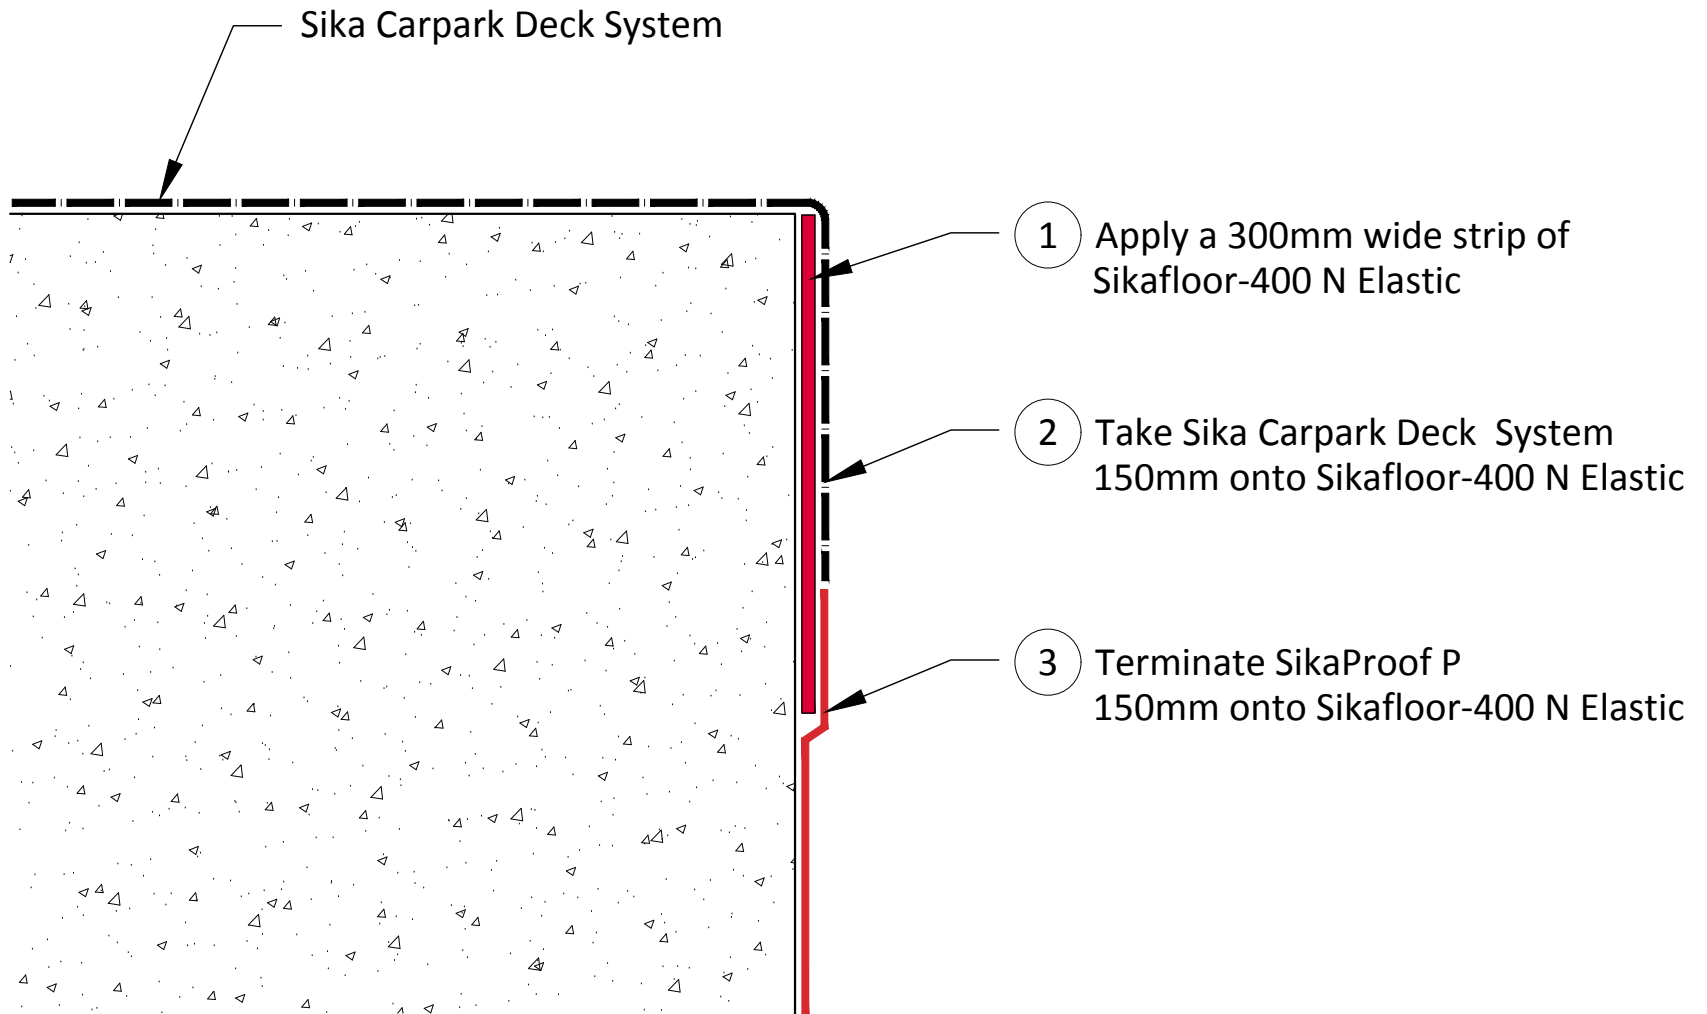 Sika Carpark Deck System
1 Apply a 300mm wide strip of
Sikafloor-400 N Elastic
2 Take Sika Carpark Deck System
150mm onto Sikafloor-400 N Elastic
3 Terminate SikaProof P
150mm onto Sikafloor-400 N Elastic